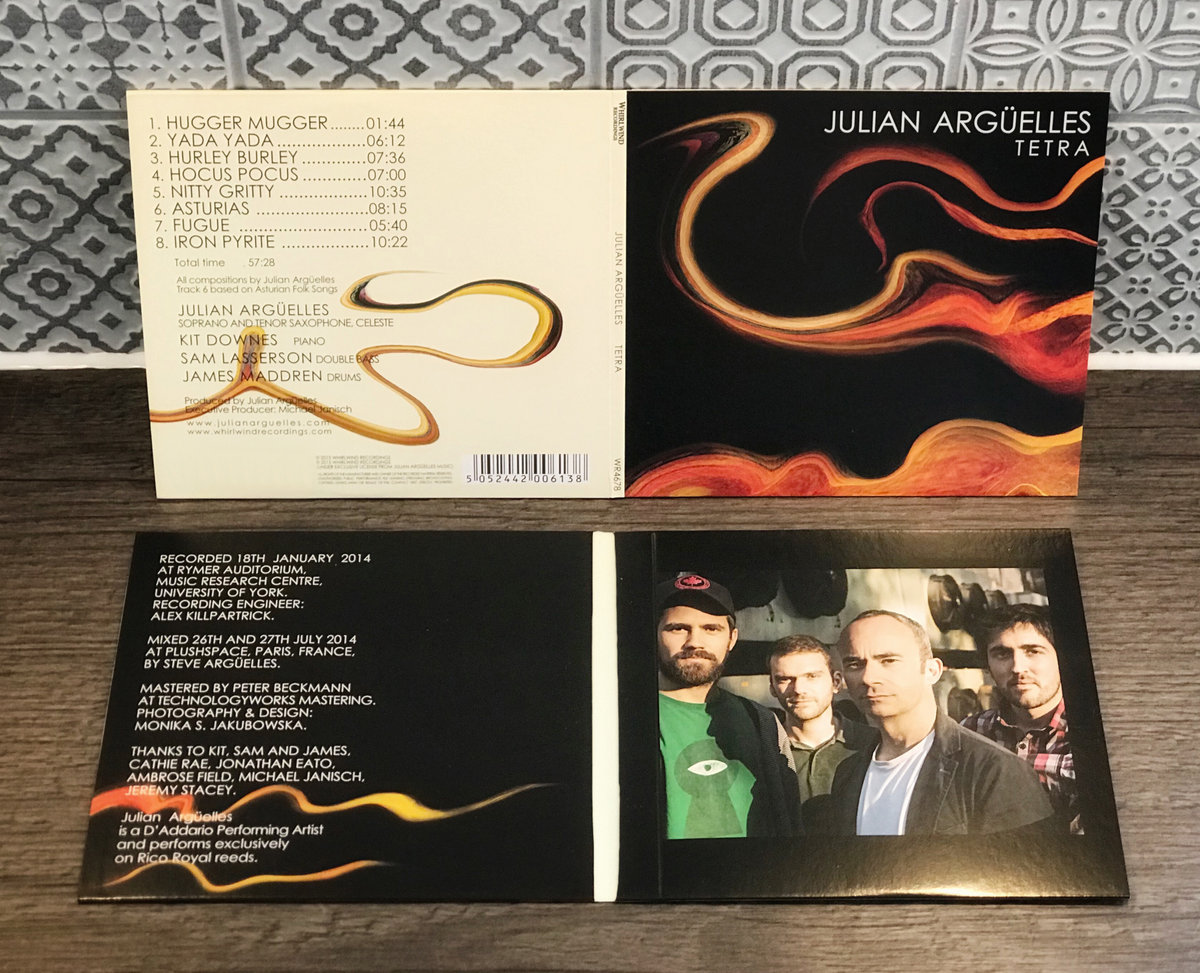 1. HUGGER MUGGER........01:44
2. YADA YADA.....................06:12
3. HURLEY BURLEY ...............07:36
4. HOCUS POCUS ...............07:00
5. NITTY GRITTY .....................10:35
6. ASTURIAS ..........................08:15
7. FUGUE ..............................05:40
8. IRON PYRITE ....................10:22
Total time . 57:28
All compositions by Julian Argüelles
Track 6 based on Asturian Folk Songs
JULIAN ARGÜELLES
SOPRANO AND TENOR SAXOPHONE, CELESTE
KIT DOWNES PIANO
SAM LASSERSON DOUBLE BASS
JAMES MADDREN DRUMS
Produced by Julian Argüelles
Executive Producer: Michael Janisch
www.julianarguelles.com
www.whirlwindrecordings.com
5 052442 006138
WHIRLWIND
RECORDINGS
JULIAN ARGÜELLES TETRA
WR4678
JULIAN ARGÜELLES
TETRA
RECORDED 18TH JANUARY 2014
AT RYMER AUDITORIUM,
MUSIC RESEARCH CENTRE,
UNIVERSITY OF YORK.
RECORDING ENGINEER:
ALEX KILLPARTRICK.
MIXED 26TH AND 27TH JULY 2014
AT PLUSHSPACE, PARIS, FRANCE,
BY STEVE ARGÜELLES.
MASTERED BY PETER BECKMANN
AT TECHNOLOGYWORKS MASTERING.
PHOTOGRAPHY & DESIGN:
MONIKA S. JAKUBOWSKA.
THANKS TO KIT, SAM AND JAMES,
CATHIE RAE, JONATHAN EATO,
AMBROSE FIELD, MICHAEL JANISCH,
JEREMY STACEY.
Julian Argüelles
is a D'Addario Performing Artist
and performs exclusively
on Rico Royal reeds.